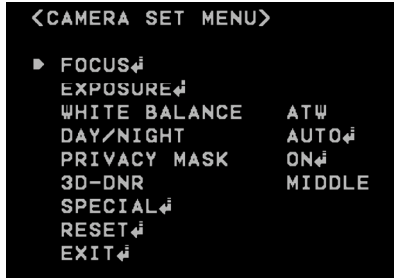 <CAMERA SET MENU>
► FOCUS↲
EXPOSURE↲
WHITE BALANCE ATW
DAY/NIGHT AUTO↲
PRIVACY MASK ON↲
3D-DNR MIDDLE
SPECIAL↲
RESET↲
EXIT↲